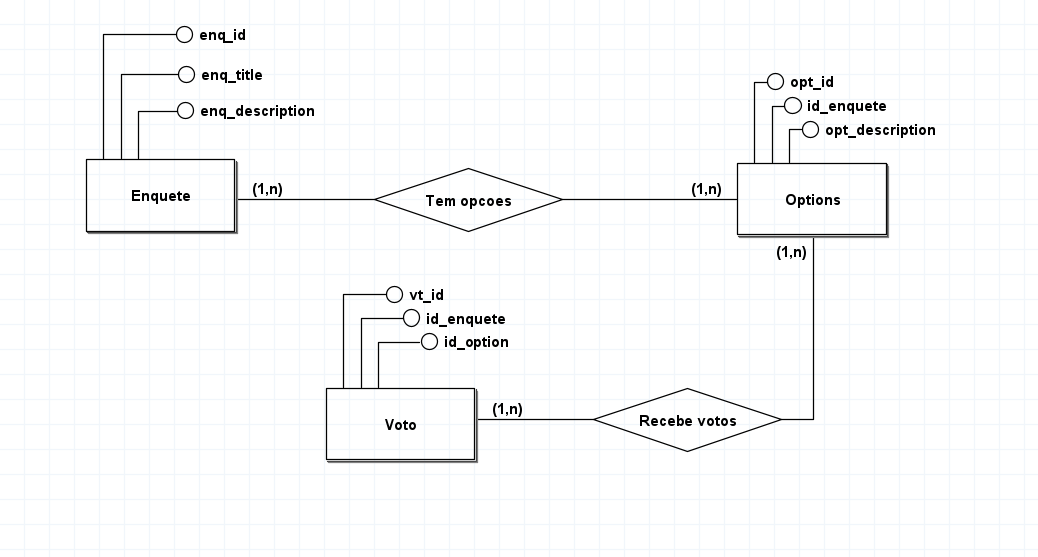 enq_id
enq_title
enq_description
opt_id
id_enquete
opt_description
Enquete
(1,n)
Tem opcoes
(1,n)
Options
(1,n)
vt_id
id_enquete
id_option
Voto
(1,n)
Recebe votos